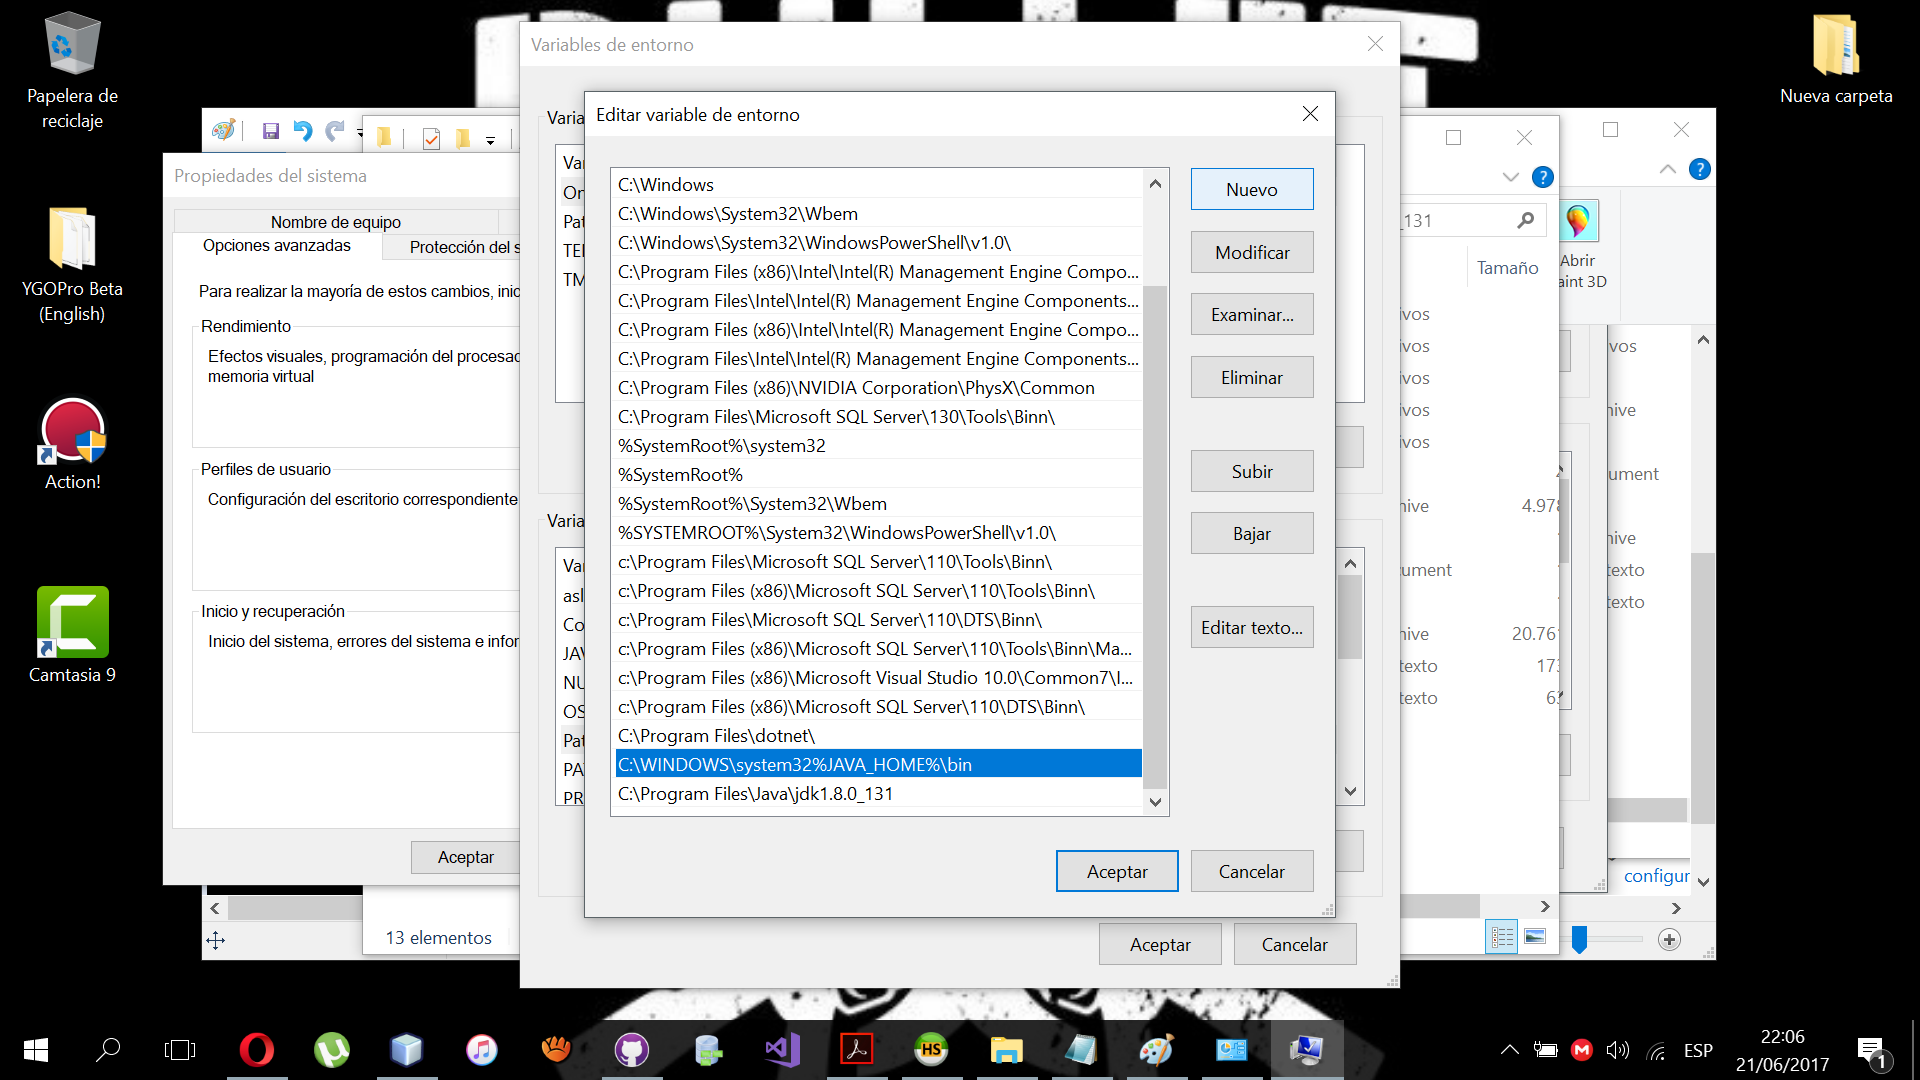 Papelera de
reciclaje
YGOPro Beta
(English)
Action!
Camtasia 9
Nueva carpeta
Variables de entorno
Propiedades del sistema
Nombre de equipo
Opciones avanzadas
Protección del s
Para realizar la mayoría de estos cambios, inic
Rendimiento
Efectos visuales, programación del procesac
memoria virtual
Perfiles de usuario
Configuración del escritorio correspondiente
Inicio y recuperación
Inicio del sistema, errores del sistema e infor
Aceptar
13 elementos
Varia
Va
On
Pat
TE
TM
Varia
Va
asl
Co
JAV
NU
OS
Pat
PA
PR
Editar variable de entorno
C:\Windows
C:\Windows\System32\Wbem
C:\Windows\System32\WindowsPowerShell\v1.0\
C:\Program Files (x86)\Intel\Intel(R) Management Engine Compo...
C:\Program Files\Intel\Intel(R) Management Engine Components...
C:\Program Files (x86)\Intel\Intel(R) Management Engine Compo...
C:\Program Files\Intel\Intel(R) Management Engine Components...
C:\Program Files (x86)\NVIDIA Corporation\PhysX\Common
C:\Program Files\Microsoft SQL Server\130\Tools\Binn\
%SystemRoot%\system32
%SystemRoot%
%SystemRoot%\System32\Wbem
%SYSTEMROOT%\System32\WindowsPowerShell\v1.0\
c:\Program Files\Microsoft SQL Server\110\Tools\Binn\
c:\Program Files (x86)\Microsoft SQL Server\110\Tools\Binn\
c:\Program Files\Microsoft SQL Server\110\DTS\Binn\
c:\Program Files (x86)\Microsoft SQL Server\110\Tools\Binn\Ma...
c:\Program Files (x86)\Microsoft Visual Studio 10.0\Common7\I...
c:\Program Files (x86)\Microsoft SQL Server\110\DTS\Binn\
C:\Program Files\dotnet\
C:\WINDOWS\system32%JAVA_HOME%\bin
C:\Program Files\Java\jdk1.8.0_131
Nuevo
Modificar
Examinar...
Eliminar
Subir
Bajar
Editar texto...
Aceptar
Cancelar
Aceptar
Cancelar
_131
Tamaño
ivos
ivos
ivos
ivos
ivos
hive
4.978
cument
hive
20.761
texto
173
texto
63
Abrir
aint 3D
vos
hive
ument
hive
texto
texto
configur
HS
M
ESP
22:06
21/06/2017
1